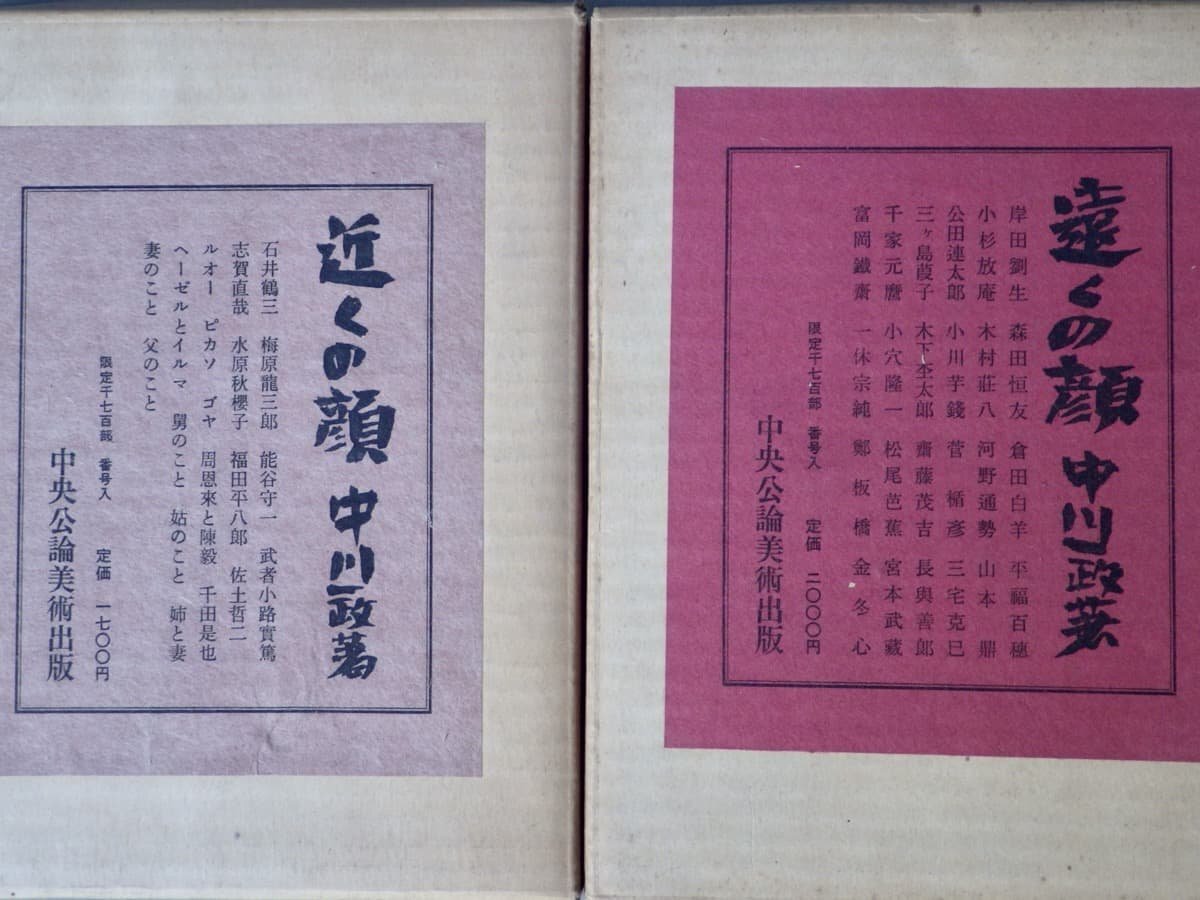 遠くの顔 中川一政著
岸田劉生 森田恒友 倉田白羊 平福百穂
小杉放庵 木村莊八 河野通勢 山本 鼎
公田連太郎 小川芋錢 菅 楯彦 三宅克巳
三ヶ島葭子 木下杢太郎 齋藤茂吉 長與善郎
千家元麿 小穴隆一 松尾芭蕉 宮本武藏
富岡鐵齋 一休宗純 鄭 板 橋 金 冬 心
限定千七百部 番号入 定価 二〇〇〇円
中央公論美術出版
近くの顔 中川一政著
石井鶴三 梅原龍三郎 熊谷守一 武者小路實篤
志賀直哉 水原秋櫻子 福田平八郎 佐土哲二
ルオー ピカソ ゴヤ 周恩來と陳毅 千田是也
ヘーゼルとイルマ 舅のこと 姑のこと 姉と妻
妻のこと 父のこと
限定千七百部 番号入 定価 一七〇〇円
中央公論美術出版